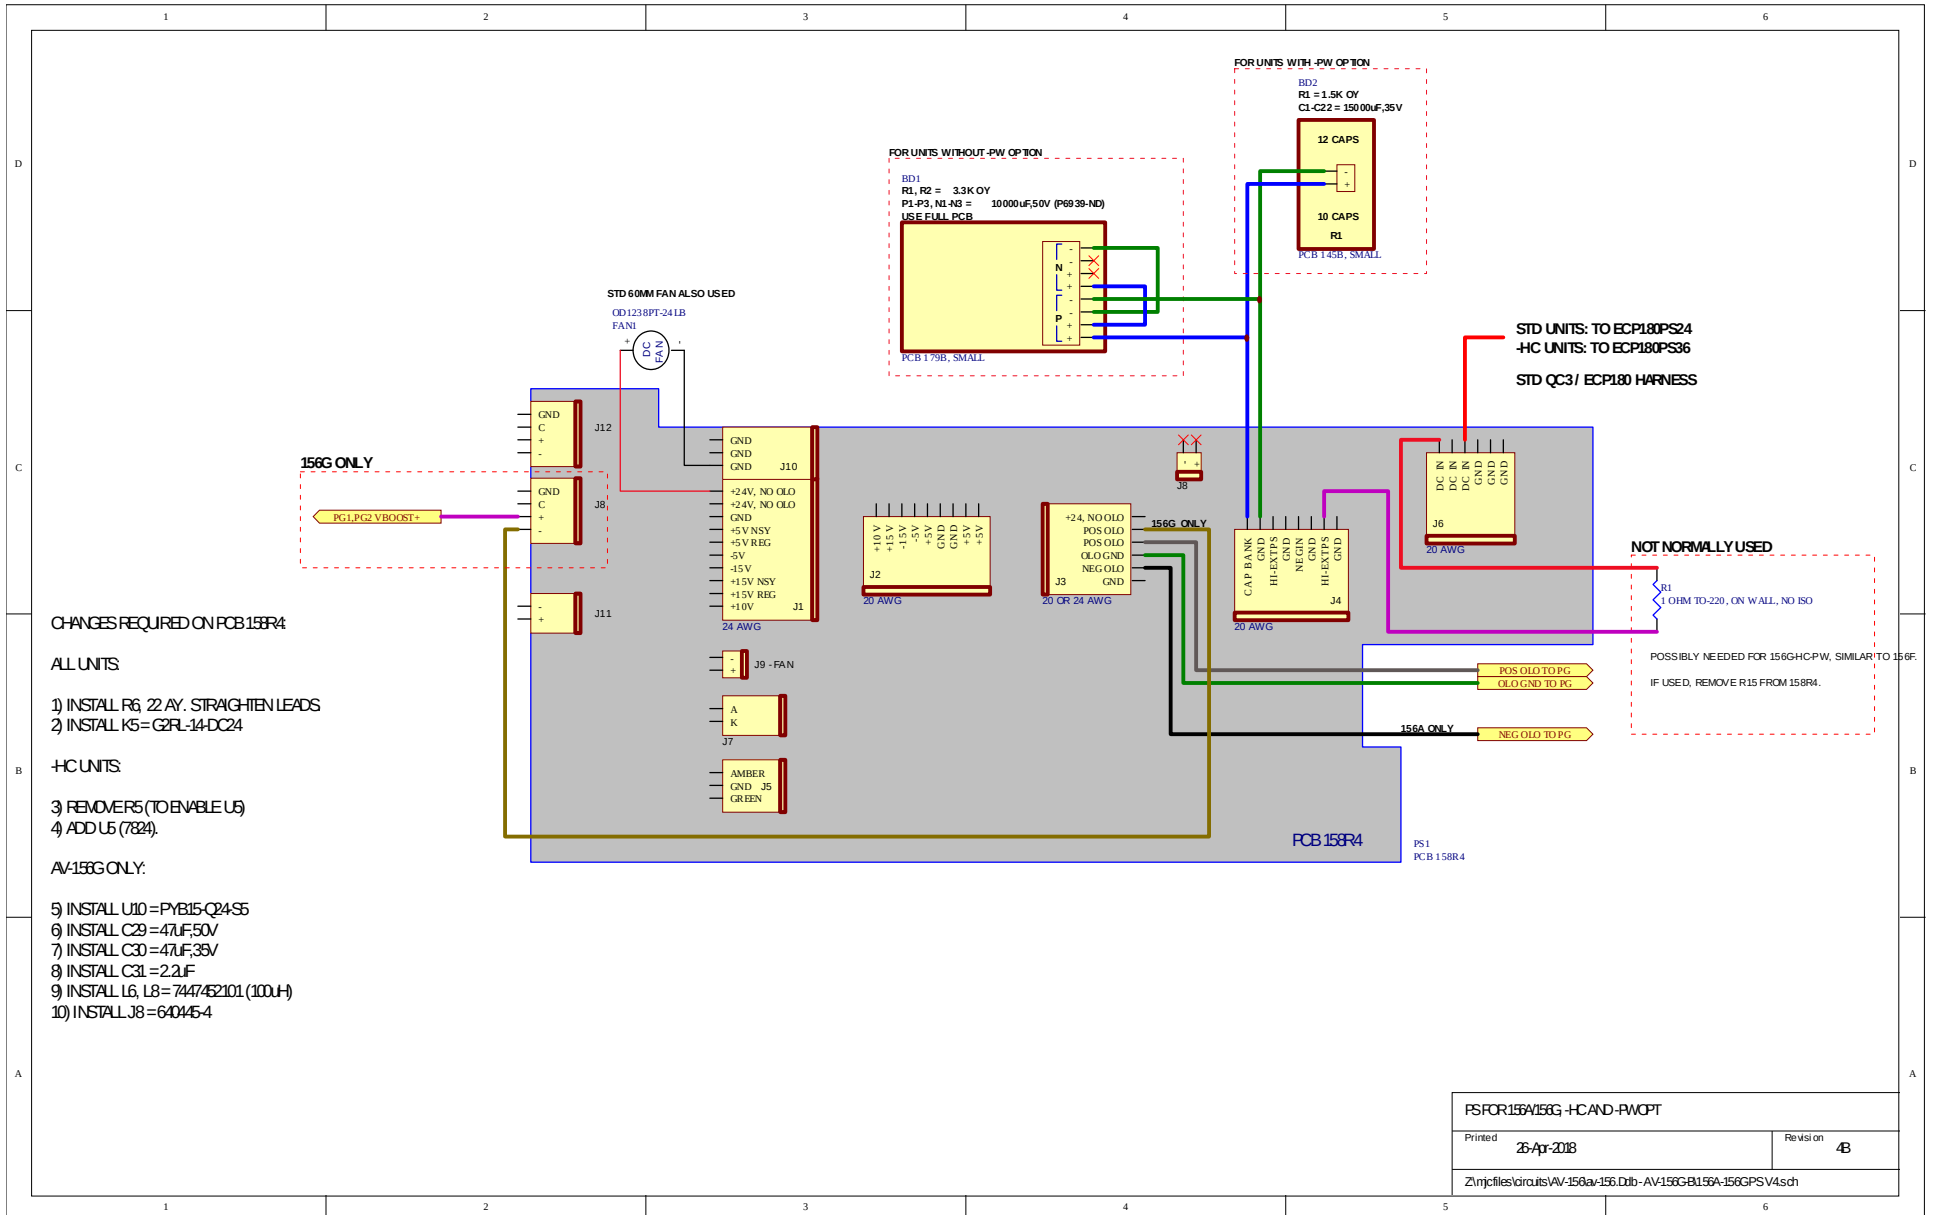 1 2 3 4 5 6
D
C
B
A
D
C
B
A
FOR UNITS WITH -PW OPTION
BD2
R1 = 1.5K OY
C1-C22 = 15000uF,35V
12 CAPS
-
+
10 CAPS
R1
PCB 145B, SMALL
FOR UNITS WITHOUT -PW OPTION
BD1
R1, R2 = 3.3K OY
P1-P3, N1-N3 = 10000uF,50V (P6939-ND)
USE FULL PCB
N
P
-
-
+
+
-
-
+
+
PCB 179B, SMALL
STD 60MM FAN ALSO USED
OD1238PT-24LB
FAN1
+
DC FAN
-
STD UNITS: TO ECP180PS24
-HC UNITS: TO ECP180PS36
STD QC3 / ECP180 HARNESS
156G ONLY
PG1,PG2 VBOOST+
GND
C
+
-
J12
GND
C
+
-
J8
-
+
J11
GND
GND
GND
J10
+24V, NO OLO
+24V, NO OLO
GND
+5V NSY
+5V REG
-5V
-15V
+15V NSY
+15V REG
+10V
J1
24 AWG
-
+
J9 - FAN
A
K
J7
AMBER
GND
GREEN
J5
+10V
+15V
-15V
-5V
+5V
GND
GND
+5V
+5V
J2
20 AWG
+24, NO OLO
POS OLO
POS OLO
OLO GND
NEG OLO
GND
J3
20 OR 24 AWG
156G ONLY
-
+
J8
CAP BANK
GND
HI-EXTPS
GND
NEGIN
GND
HI-EXTPS
GND
J4
20 AWG
DC IN
DC IN
DC IN
GND
GND
GND
J6
20 AWG
NOT NORMALLY USED
R1
1 OHM TO-220, ON WALL, NO ISO
POSSIBLY NEEDED FOR 156G-HC-PW, SIMILAR TO 156F.
IF USED, REMOVE R15 FROM 158R4.
POS OLO TO PG
OLO GND TO PG
156A ONLY
NEG OLO TO PG
PCB 158R4
PS1
PCB 158R4
CHANGES REQUIRED ON PCB 158R4:
ALL UNITS:
1) INSTALL R6, 22 AY. STRAIGHTEN LEADS.
2) INSTALL K5 = G2RL-14-DC24
-HC UNITS:
3) REMOVE R5 (TO ENABLE U5)
4) ADD U5 (7824).
AV-156G ONLY:
5) INSTALL U10 = PYB15-Q24-S5
6) INSTALL C29 = 47uF,50V
7) INSTALL C30 = 47uF,35V
8) INSTALL C31 = 2.2uF
9) INSTALL L6, L8 = 7447452101 (100uH)
10) INSTALL J8 = 640445-4
PS FOR 156A/156G, -HC AND -PW OPT
Printed 26-Apr-2018
Revision 4B
Z:\mjcfiles\circuits\AV-156\av-156.Ddb - AV-156G-B\156A-156GPS V4.sch
1 2 3 4 5 6